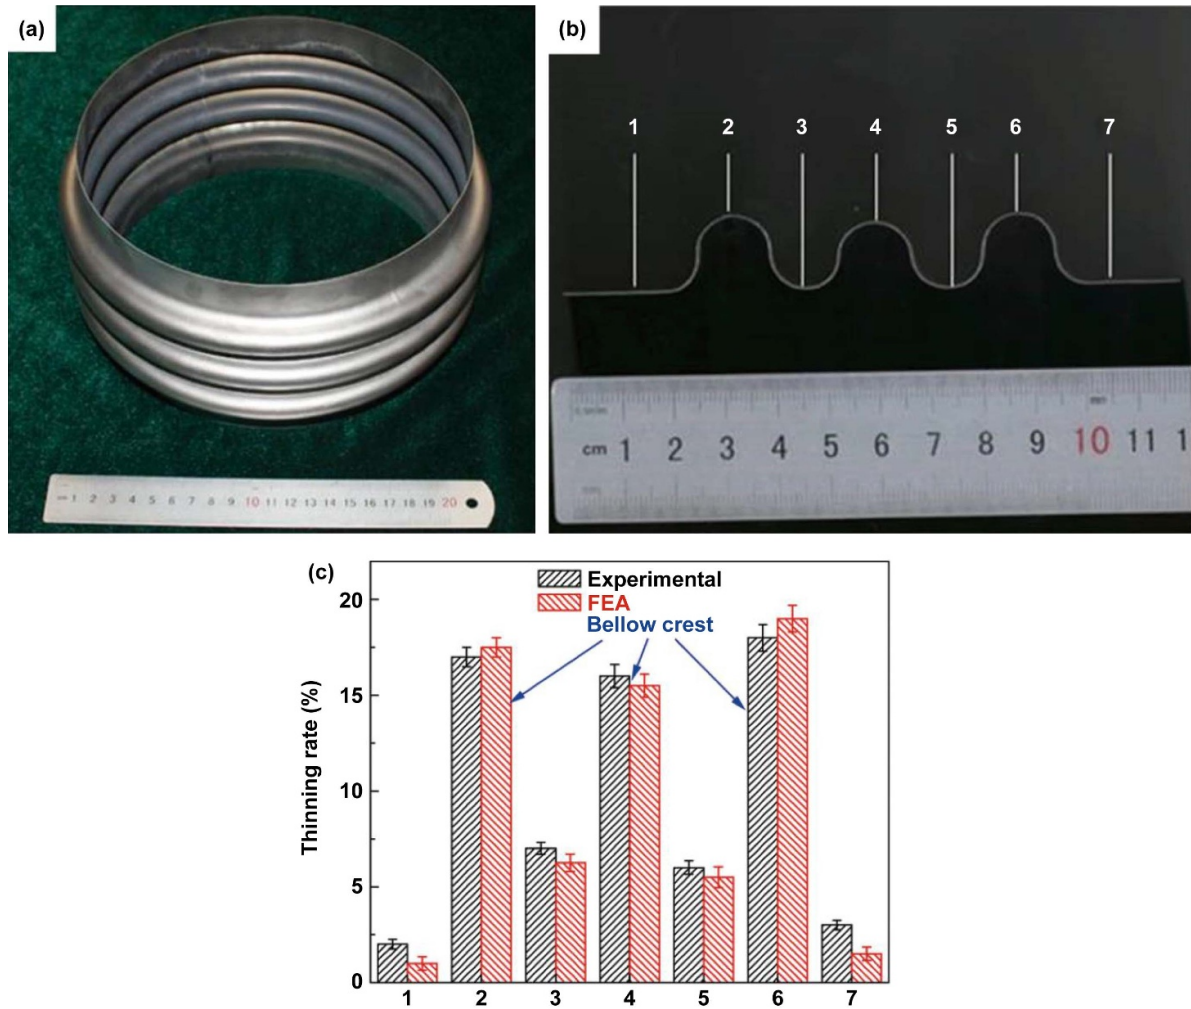 (a)
1 2 3 4 5 6 7 8 9 10 11 12 13 14 15 16 17 18 19 20
(b)
1 2 3 4 5 6 7
cm 1 2 3 4 5 6 7 8 9 10 11 1
(c)
Experimental
FEA
Bellow crest
20
15
10
5
0
Thinning rate (%)
1 2 3 4 5 6 7